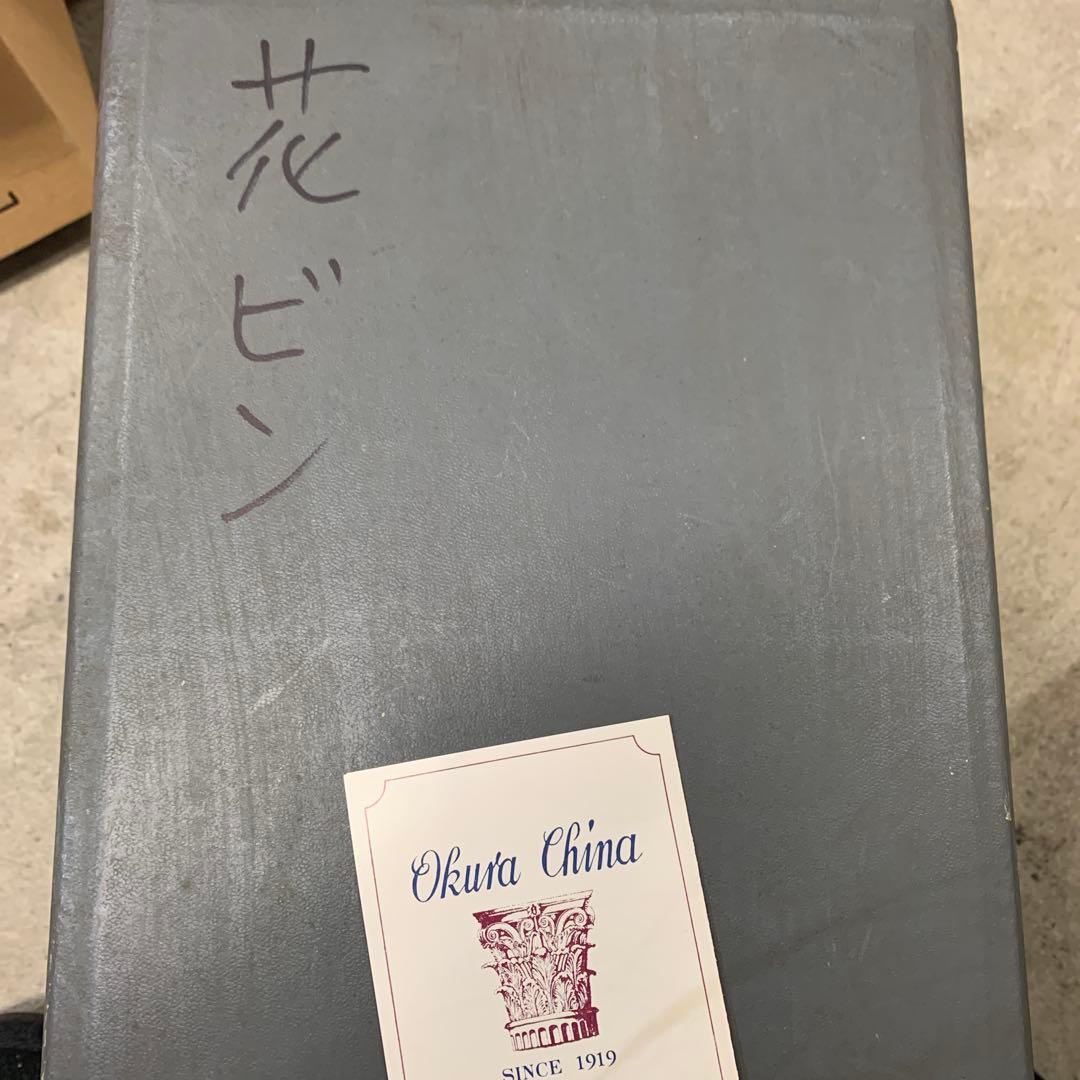 花ビン
Okura China
SINCE 1919